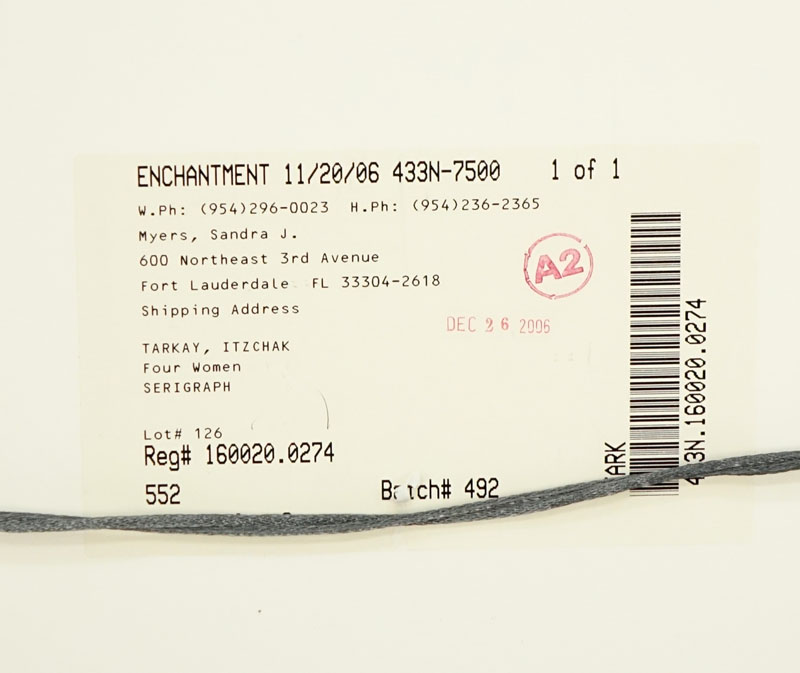 ENCHANTMENT 11/20/06 433N-7500 1 of 1
W.Ph: (954)296-0023 H.Ph: (954)236-2365
Myers, Sandra J.
600 Northeast 3rd Avenue
Fort Lauderdale FL 33304-2618
Shipping Address
A2
DEC 26 2006
TARKAY, ITZCHAK
Four Women
SERIGRAPH
Lot# 126
Reg# 160020.0274
552 Batch# 492
ARK
433N.160020.0274